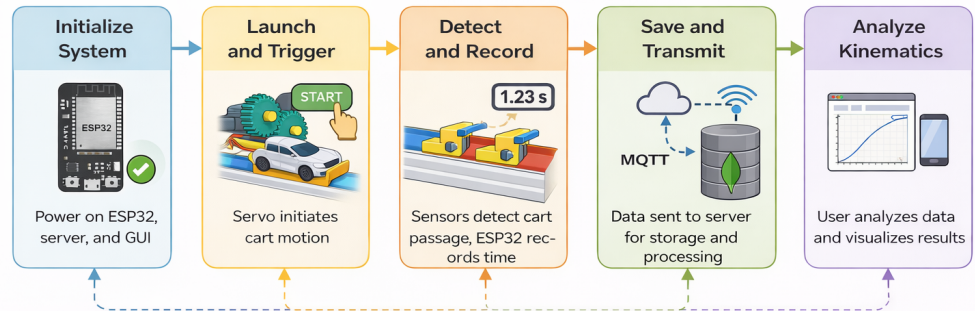 Initialize
System
ESP32
Power on ESP32,
server, and GUI
Launch
and Trigger
START
Servo initiates
cart motion
Detect
and Record
1.23 s
Sensors detect cart
passage, ESP32 rec-
ords time
Save and
Transmit
MQTT
Data sent to server
for storage and
processing
Analyze
Kinematics
User analyzes data
and visualizes results